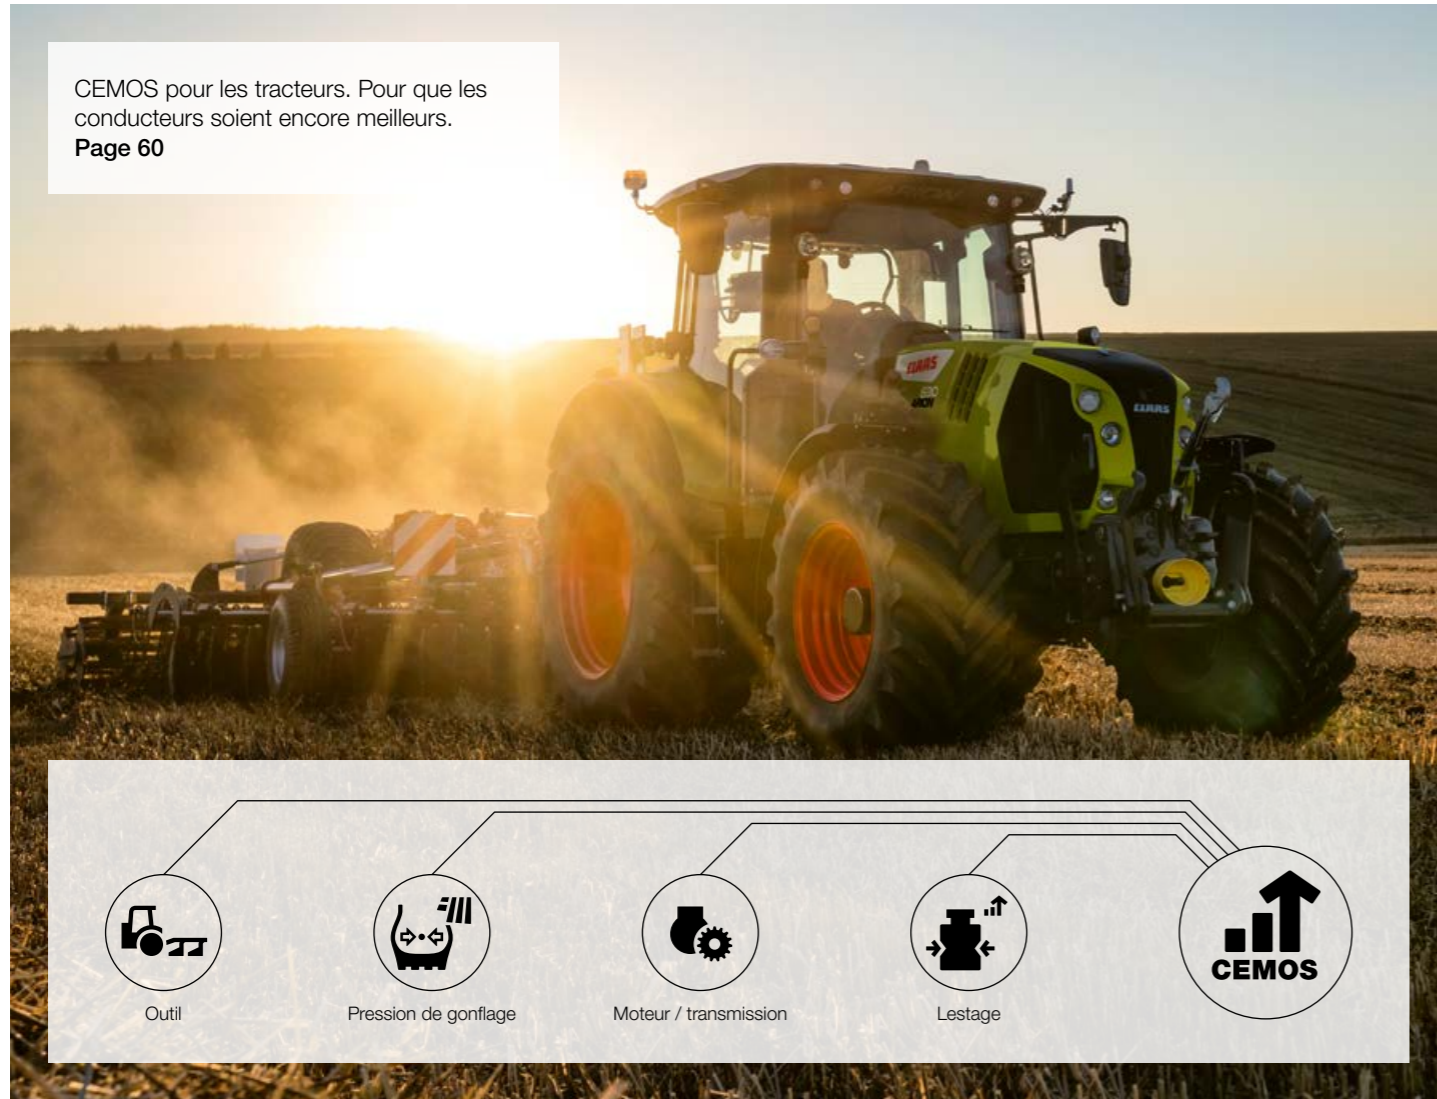 CEMOS pour les tracteurs. Pour que les
conducteurs soient encore meilleurs.
Page 60
CLAAS
ARION
CLAAS
Outil
Pression de gonflage
Moteur / transmission
Lestage
CEMOS